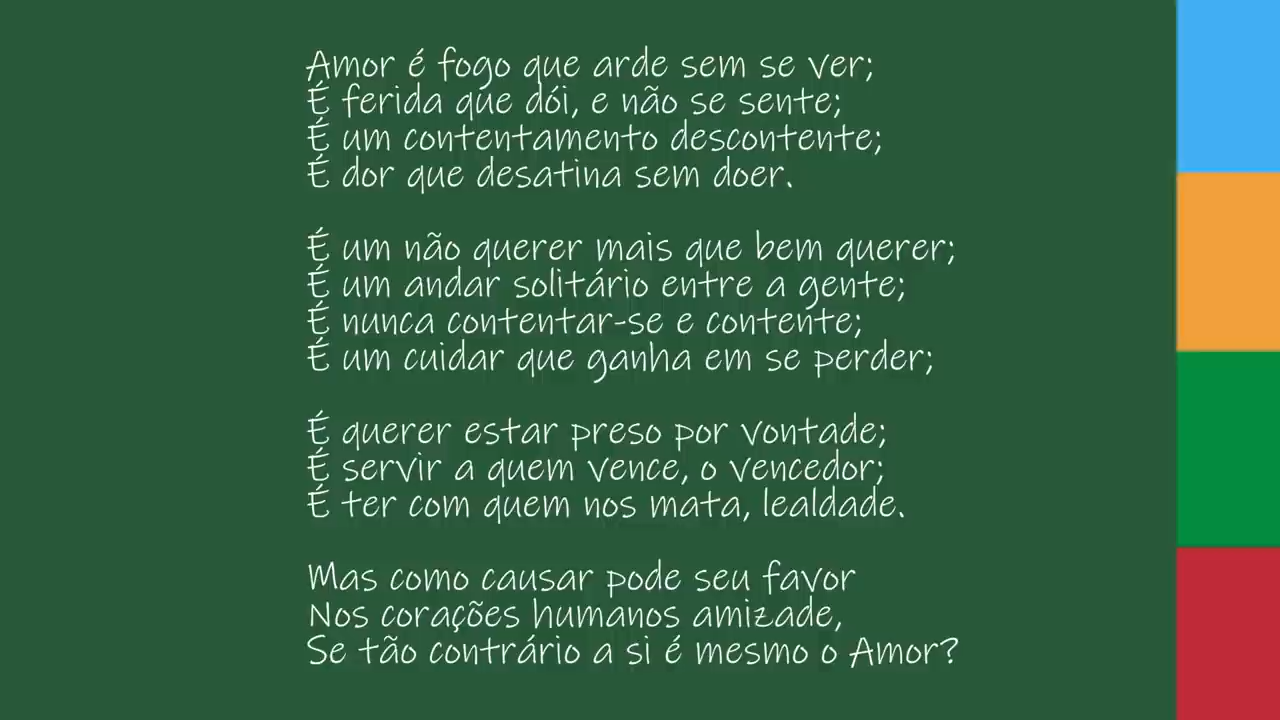 Amor é fogo que arde sem se ver;
É ferida que dói, e não se sente;
É um contentamento descontente;
É dor que desatina sem doer.
É um não querer mais que bem querer;
É um andar solitário entre a gente;
É nunca contentar-se e contente;
É um cuidar que ganha em se perder;
É querer estar preso por vontade;
É servir a quem vence, o vencedor;
É ter com quem nos mata, lealdade.
Mas como causar pode seu favor
Nos corações humanos amizade,
Se tão contrário a si é mesmo o Amor?